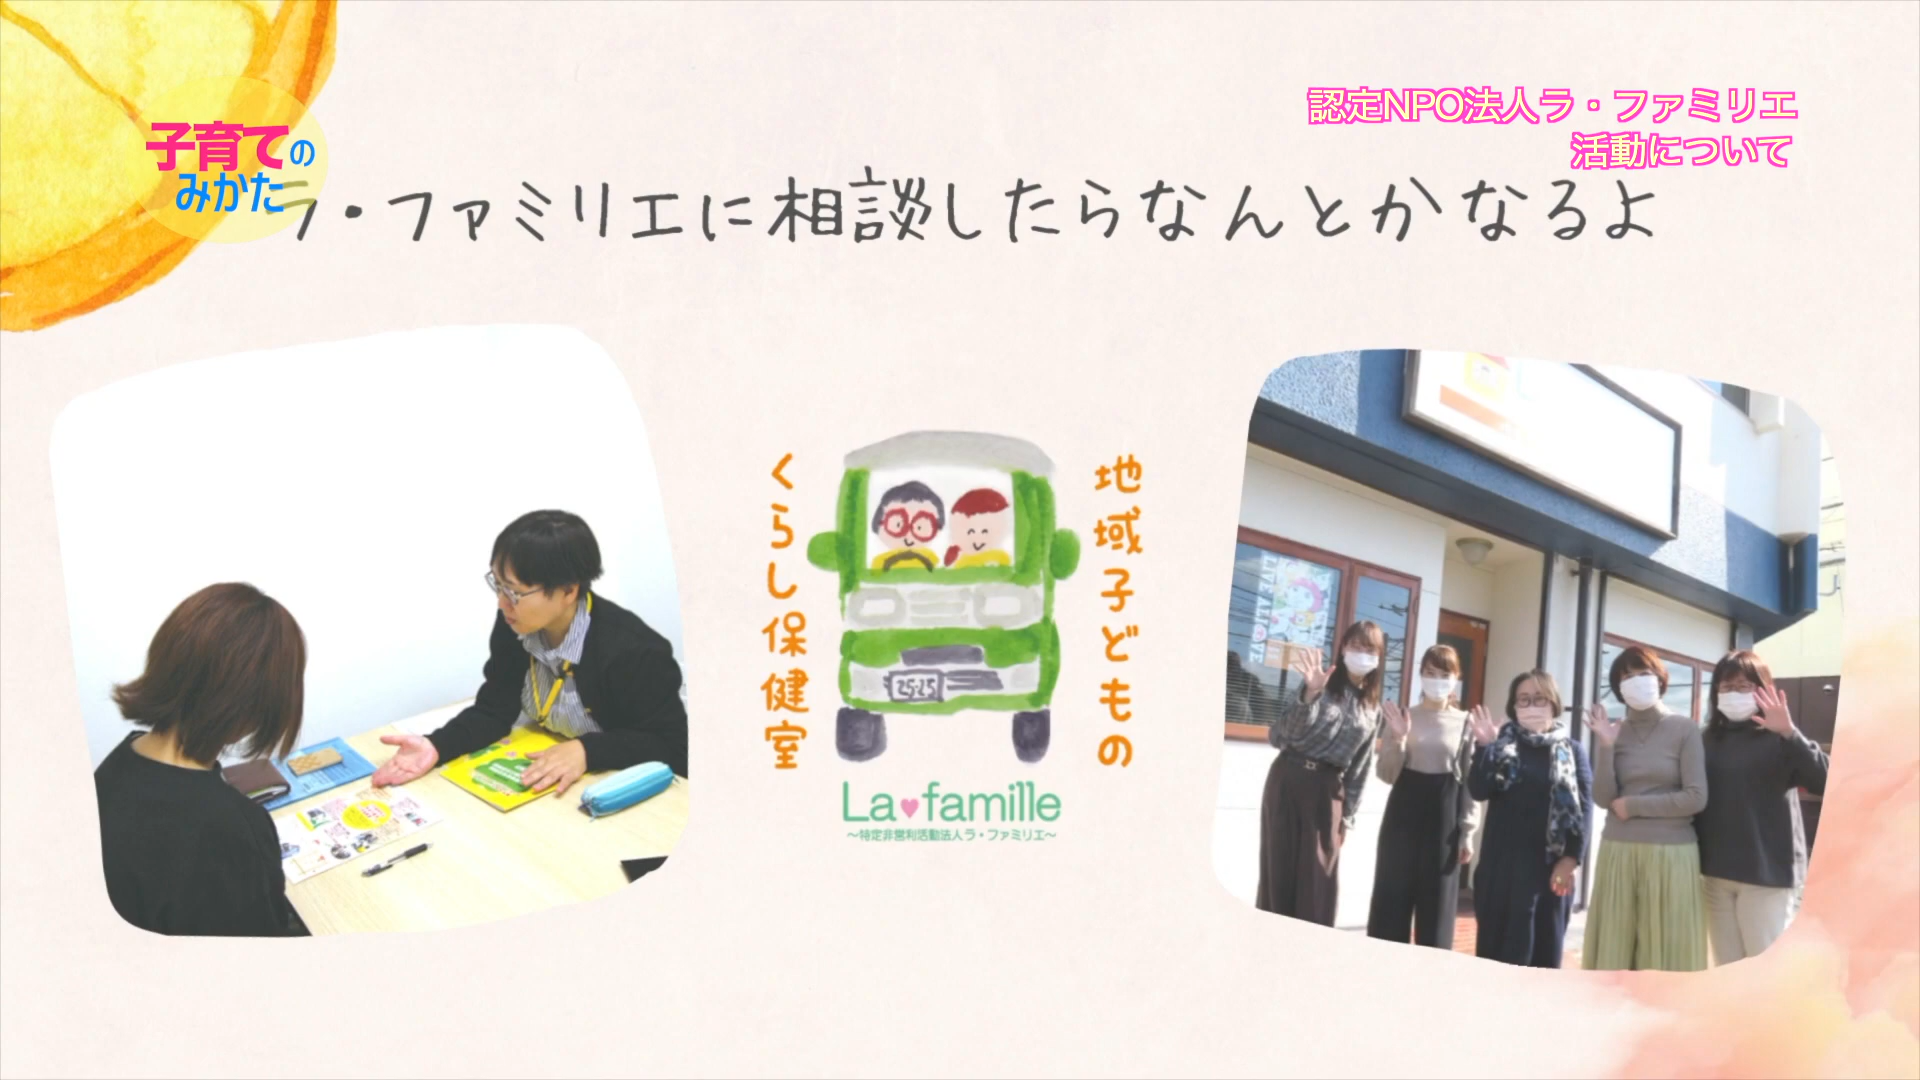 子育ての
みかた
認定NPO法人ラ・ファミリエ
活動について
ラ・ファミリエに相談したらなんとかなるよ
地域子どもの
くらし保健室
25-25
La♥famille
〜特定非営利活動法人ラ・ファミリエ〜